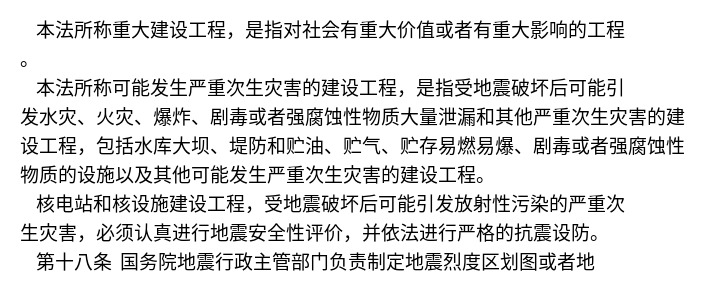 本法所称重大建设工程，是指对社会有重大价值或者有重大影响的工程
。
本法所称可能发生严重次生灾害的建设工程，是指受地震破坏后可能引
发水灾、火灾、爆炸、剧毒或者强腐蚀性物质大量泄漏和其他严重次生灾害的建
设工程，包括水库大坝、堤防和贮油、贮气、贮存易燃易爆、剧毒或者强腐蚀性
物质的设施以及其他可能发生严重次生灾害的建设工程。
核电站和核设施建设工程，受地震破坏后可能引发放射性污染的严重次
生灾害，必须认真进行地震安全性评价，并依法进行严格的抗震设防。
第十八条 国务院地震行政主管部门负责制定地震烈度区划图或者地